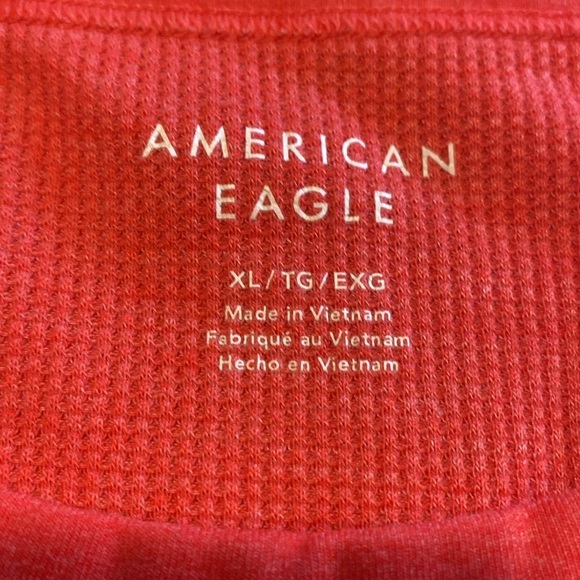 AMERICAN
EAGLE
XL/TG/EXG
Made in Vietnam
Fabriqué au Vietnam
Hecho en Vietnam